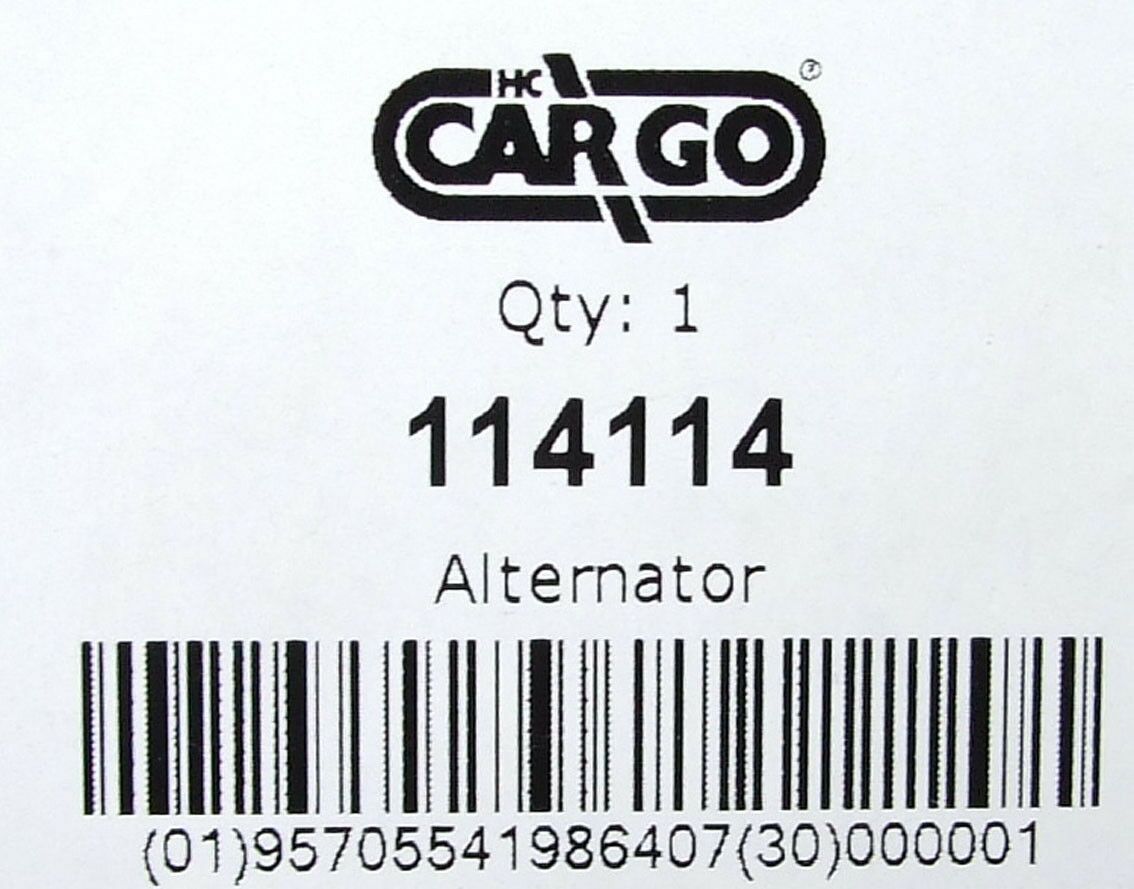 HC
CARGO ®
Qty: 1
114114
Alternator
(01)95705541986407(30)000001